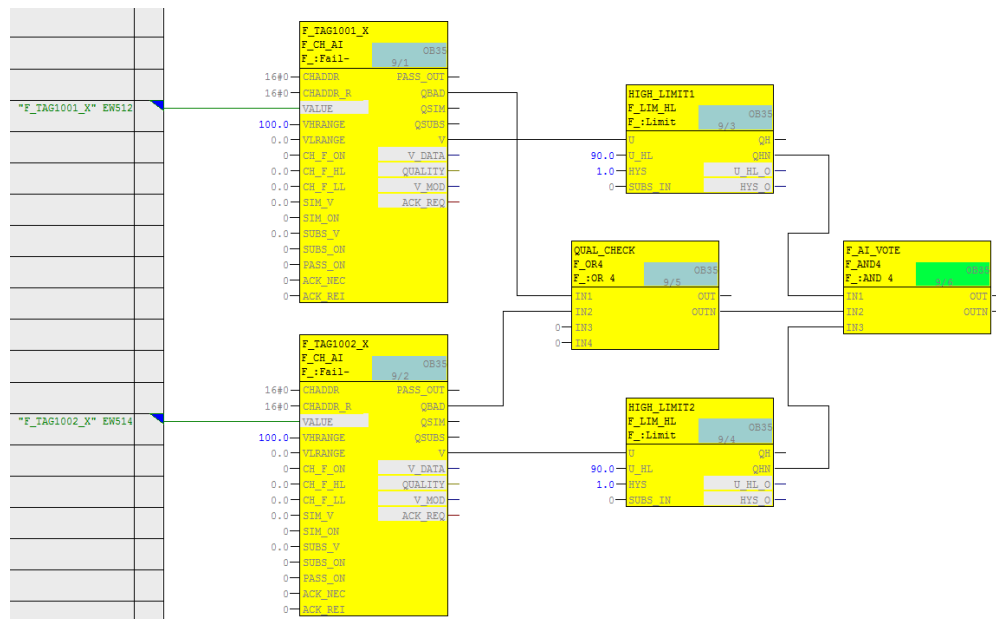 F_TAG1001_X
F_CH_AI
F_:Fail-
OB35
9/1
16#0 CHADDR PASS_OUT
16#0 CHADDR_R QBAD
"F_TAG1001_X" EW512 VALUE QSIM
100.0 VHRANGE QSUBS
0.0 VLRANGE V
0 CH_F_ON V_DATA
0.0 CH_F_HL QUALITY
0.0 CH_F_LL V_MOD
0.0 SIM_V ACK_REQ
0 SIM_ON
0.0 SUBS_V
0 SUBS_ON
0 PASS_ON
0 ACK_NEC
0 ACK_REI
HIGH_LIMIT1
F_LIM_HL
F_:Limit
OB35
9/3
U QH
90.0 U_HL QHN
1.0 HYS U_HL_O
0 SUBS_IN HYS_O
QUAL_CHECK
F_OR4
F_:OR 4
OB35
9/5
IN1 OUT
IN2 OUTN
0 IN3
0 IN4
F_AI_VOTE
F_AND4
F_:AND 4
OB35
9/6
IN1 OUT
IN2 OUTN
IN3
F_TAG1002_X
F_CH_AI
F_:Fail-
OB35
9/2
16#0 CHADDR PASS_OUT
16#0 CHADDR_R QBAD
"F_TAG1002_X" EW514 VALUE QSIM
100.0 VHRANGE QSUBS
0.0 VLRANGE V
0 CH_F_ON V_DATA
0.0 CH_F_HL QUALITY
0.0 CH_F_LL V_MOD
0.0 SIM_V ACK_REQ
0 SIM_ON
0.0 SUBS_V
0 SUBS_ON
0 PASS_ON
0 ACK_NEC
0 ACK_REI
HIGH_LIMIT2
F_LIM_HL
F_:Limit
OB35
9/4
U QH
90.0 U_HL QHN
1.0 HYS U_HL_O
0 SUBS_IN HYS_O